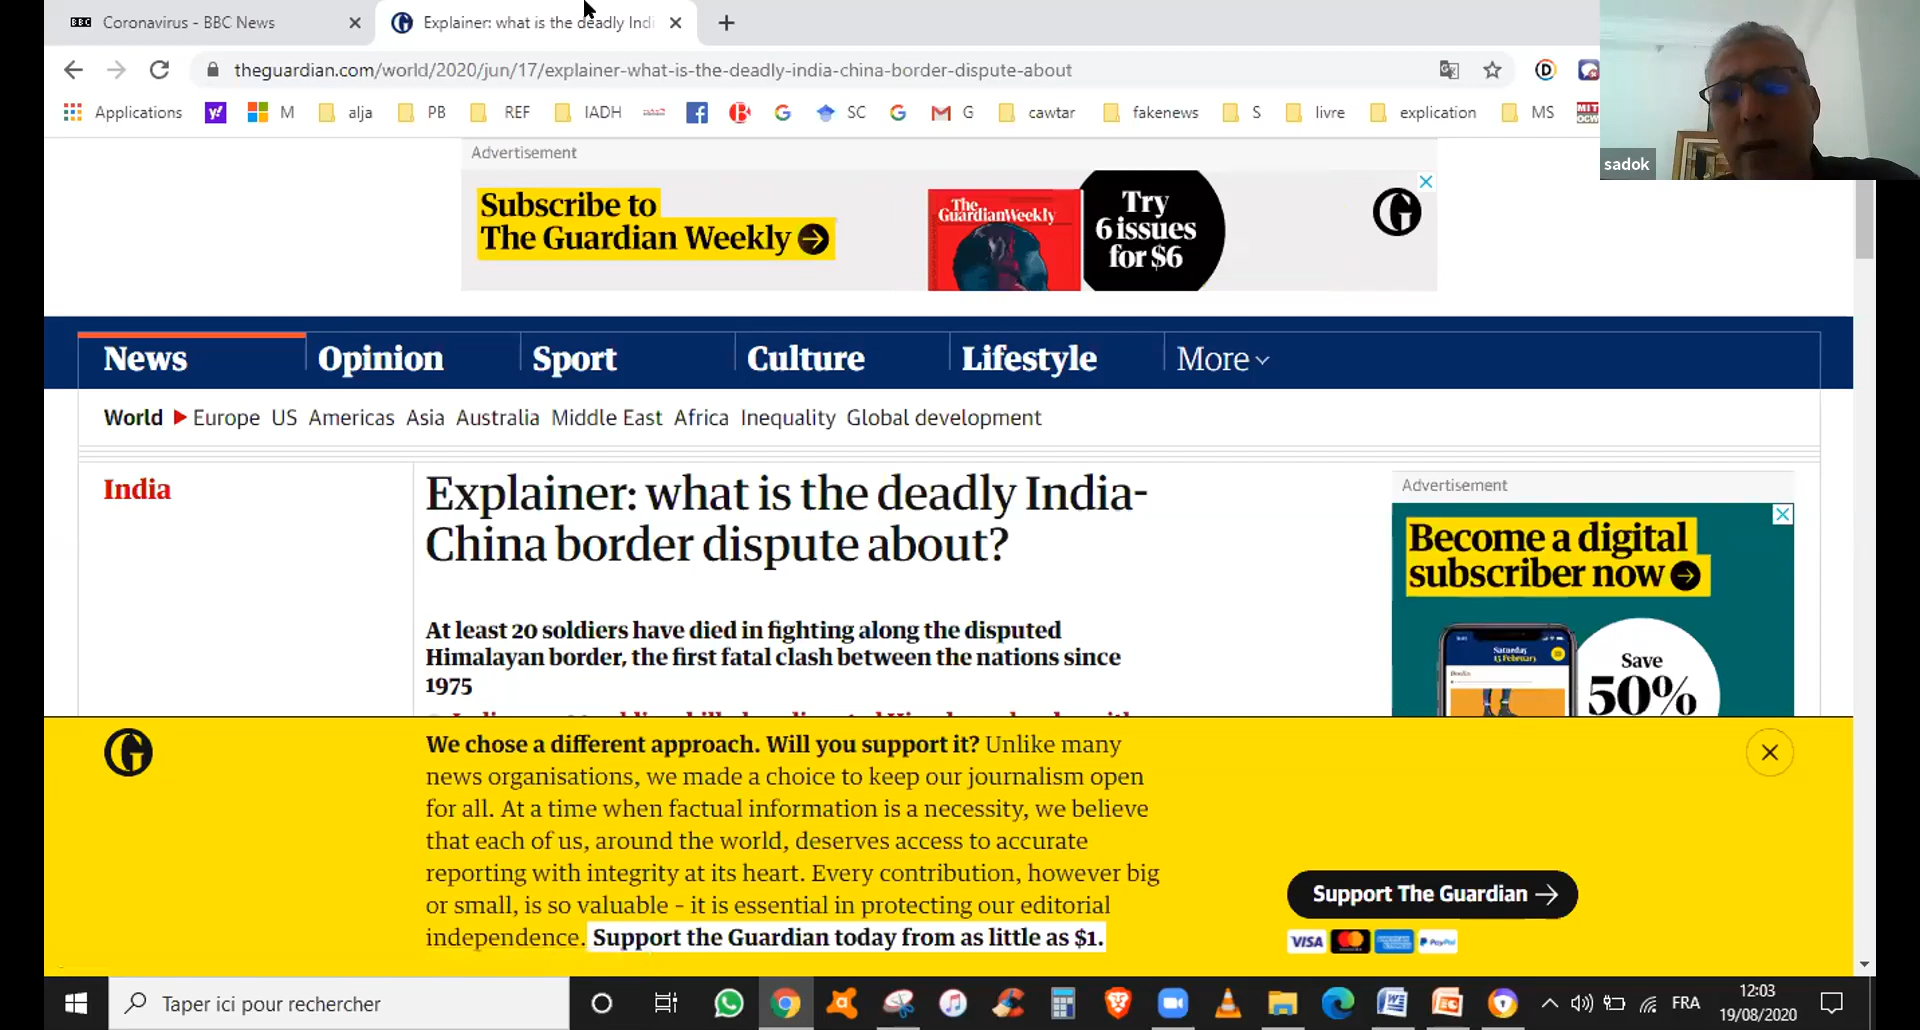 BBC Coronavirus - BBC News
Explainer: what is the deadly Indi
theguardian.com/world/2020/jun/17/explainer-what-is-the-deadly-india-china-border-dispute-about
Applications M alja PB REF IADH SC G cawtar fakenews S livre explication MS MIT
sadok
Advertisement
Subscribe to
The Guardian Weekly
The
Guardian Weekly
Try
6 issues
for $6
News Opinion Sport Culture Lifestyle More
World Europe US Americas Asia Australia Middle East Africa Inequality Global development
India
Explainer: what is the deadly India-
China border dispute about?
At least 20 soldiers have died in fighting along the disputed
Himalayan border, the first fatal clash between the nations since
1975
Advertisement
Become a digital
subscriber now
Saturday
15 February
Save
50%
We chose a different approach. Will you support it? Unlike many
news organisations, we made a choice to keep our journalism open
for all. At a time when factual information is a necessity, we believe
that each of us, around the world, deserves access to accurate
reporting with integrity at its heart. Every contribution, however big
or small, is so valuable – it is essential in protecting our editorial
independence. Support the Guardian today from as little as $1.
Support The Guardian
VISA PayPal
Taper ici pour rechercher
FRA
12:03
19/08/2020